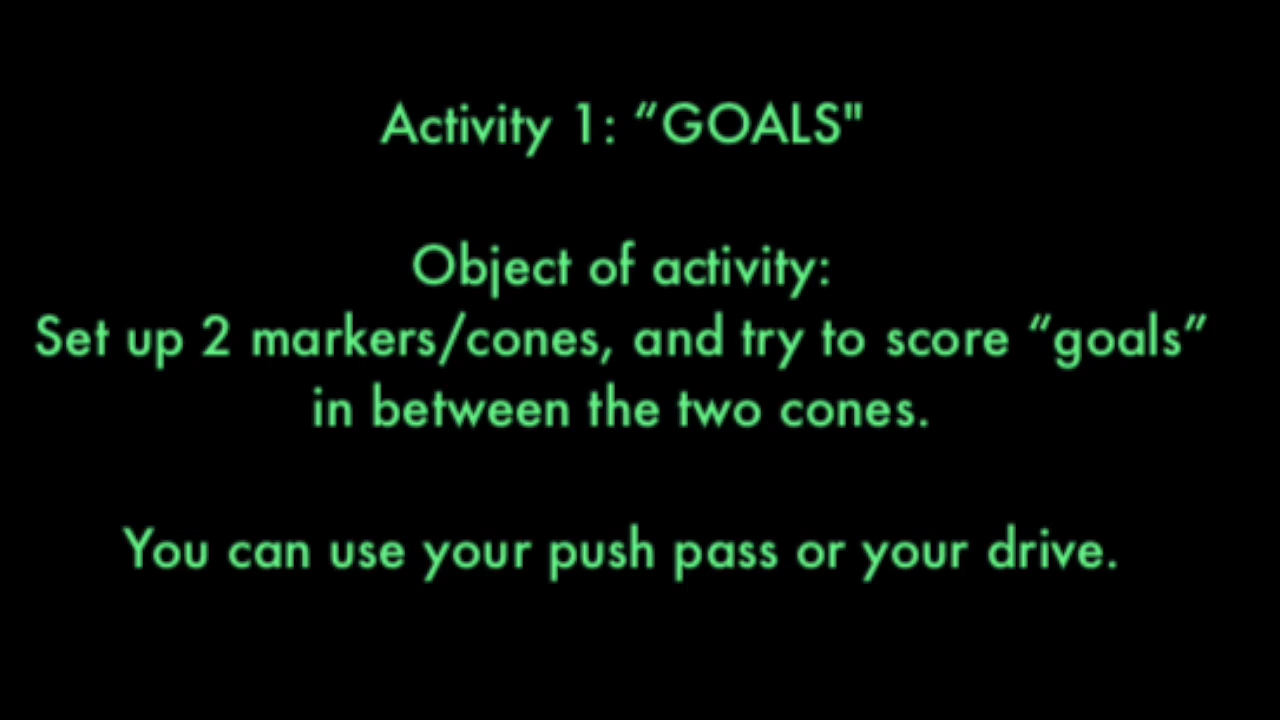 Activity 1: “GOALS"
Object of activity:
Set up 2 markers/cones, and try to score “goals”
in between the two cones.
You can use your push pass or your drive.